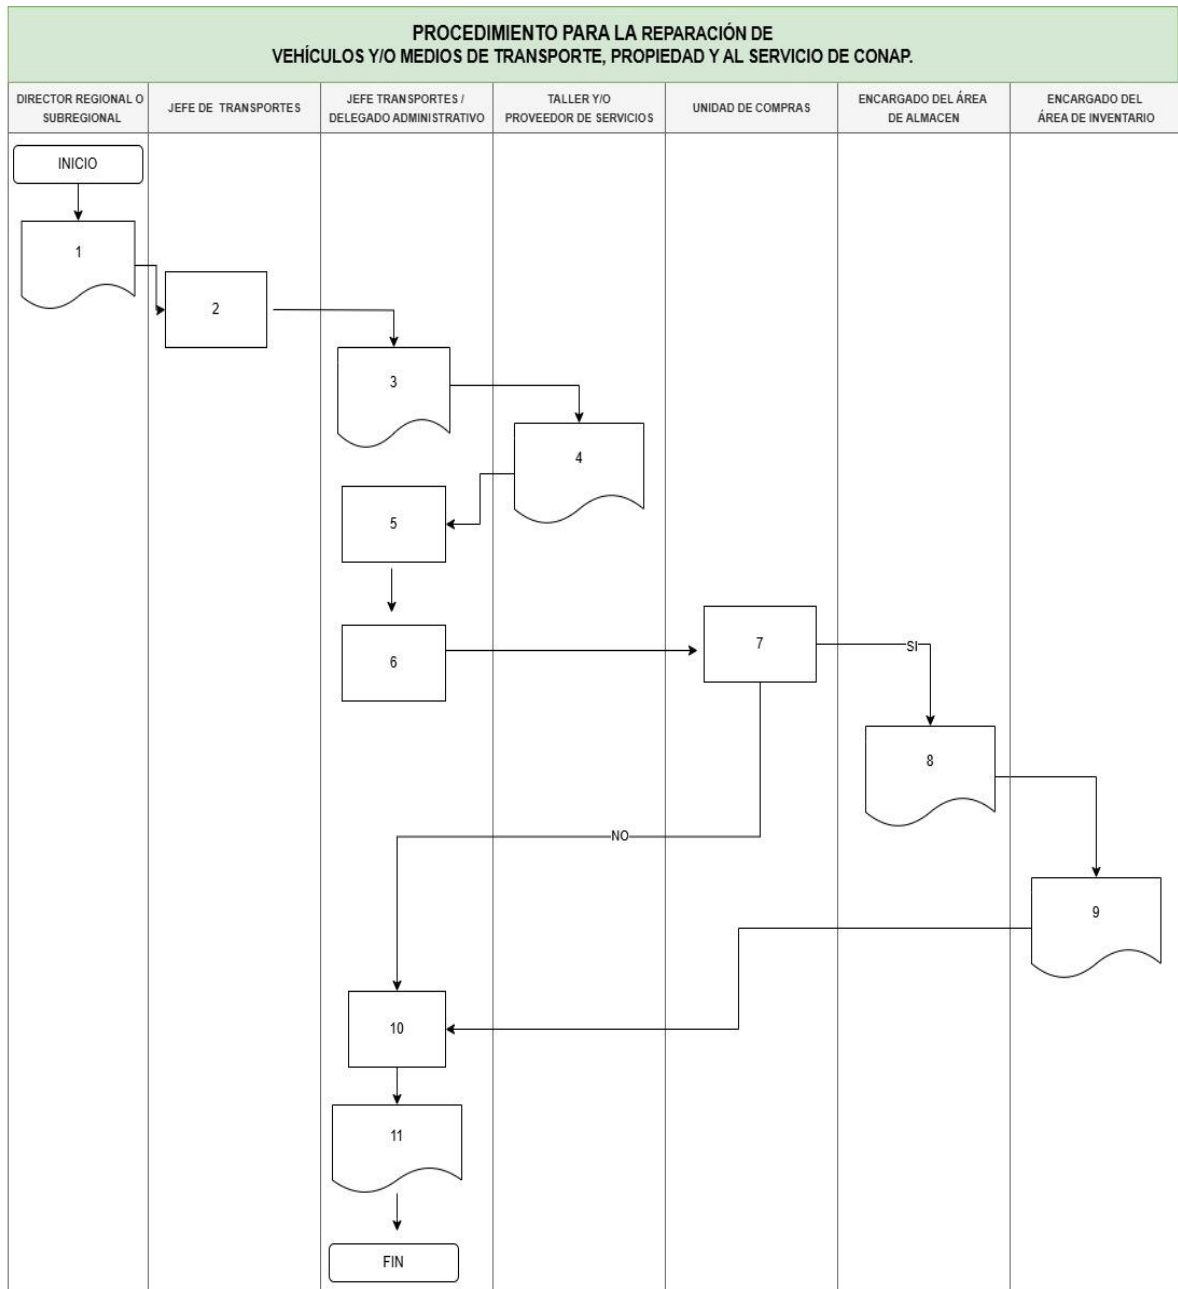 PROCEDIMIENTO PARA LA REPARACIÓN DE
VEHÍCULOS Y/O MEDIOS DE TRANSPORTE, PROPIEDAD Y AL SERVICIO DE CONAP.
DIRECTOR REGIONAL O
SUBREGIONAL
JEFE DE TRANSPORTES
JEFE TRANSPORTES /
DELEGADO ADMINISTRATIVO
TALLER Y/O
PROVEEDOR DE SERVICIOS
UNIDAD DE COMPRAS
ENCARGADO DEL ÁREA
DE ALMACEN
ENCARGADO DEL
ÁREA DE INVENTARIO
INICIO
1
2
3
4
5
6
7
SI
8
NO
9
10
11
FIN